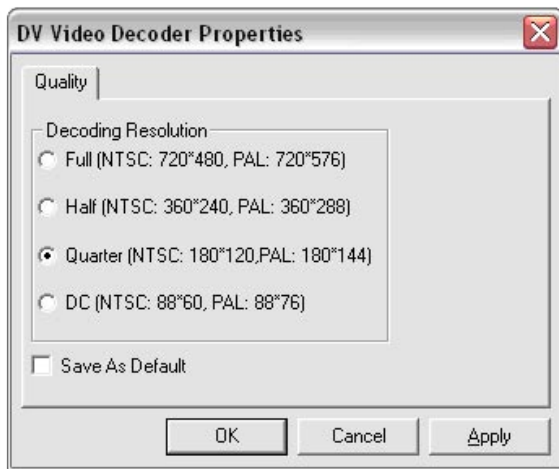 DV Video Decoder Properties
Quality
Decoding Resolution
Full (NTSC: 720*480, PAL: 720*576)
Half (NTSC: 360*240, PAL: 360*288)
Quarter (NTSC: 180*120,PAL: 180*144)
DC (NTSC: 88*60, PAL: 88*76)
Save As Default
OK Cancel Apply